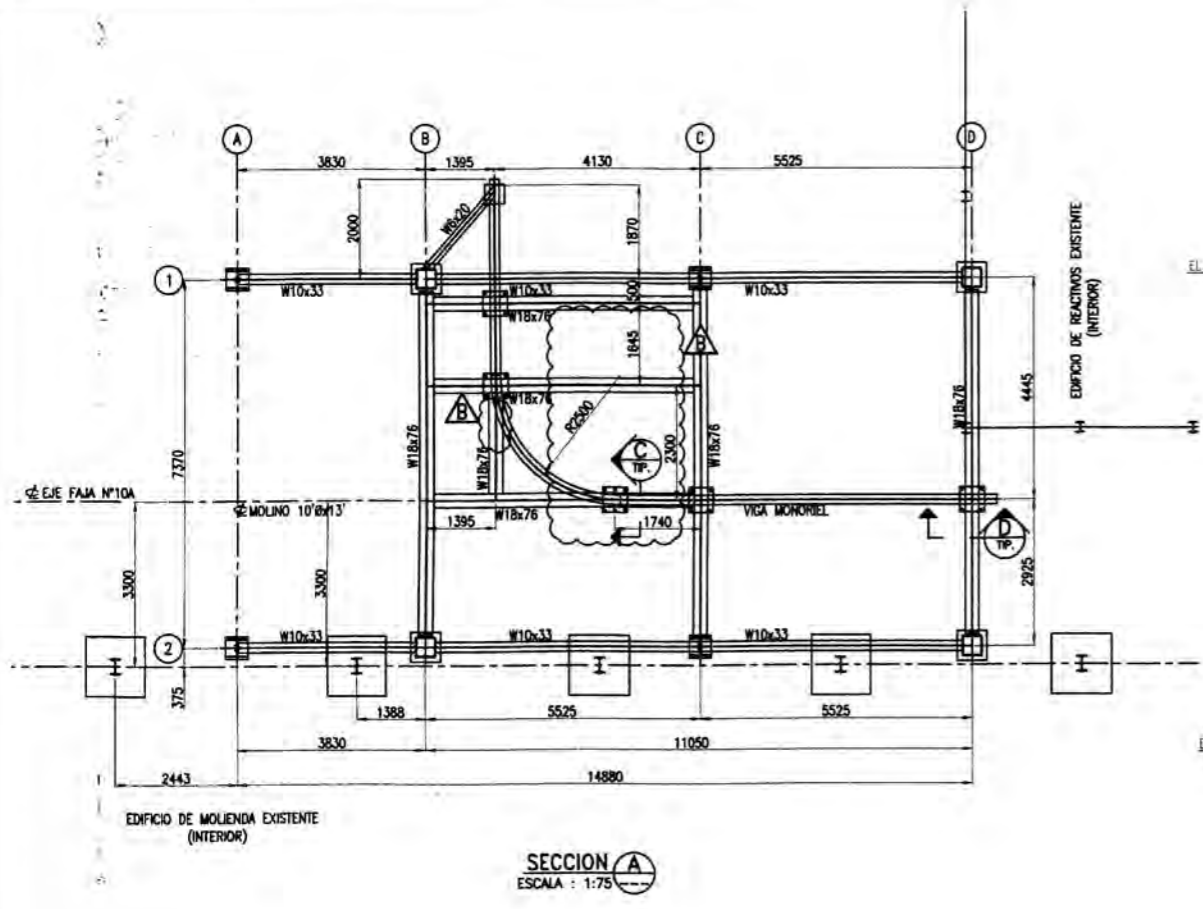 A
B
C
D
3830
1395
4130
5525
2000
W6x20
1870
1
W10x33
W10x33
W10x33
500
W18x76
1645
B
B
W18x76
R2500
W18x76
W18x76
2300
W18x76
W18x76
4445
EDIFICIO DE REACTIVOS EXISTENTE
(INTERIOR)
EL
7370
C
TIP.
EJE FAJA N°10A
MOLINO 10'Øx13'
W18x76
1395
1740
VIGA MONORIEL
D
TIP.
3300
3300
2925
2
W10x33
W10x33
W10x33
375
1388
5525
5525
3830
11050
2443
14880
EDIFICIO DE MOLIENDA EXISTENTE
(INTERIOR)
SECCION A
ESCALA : 1:75